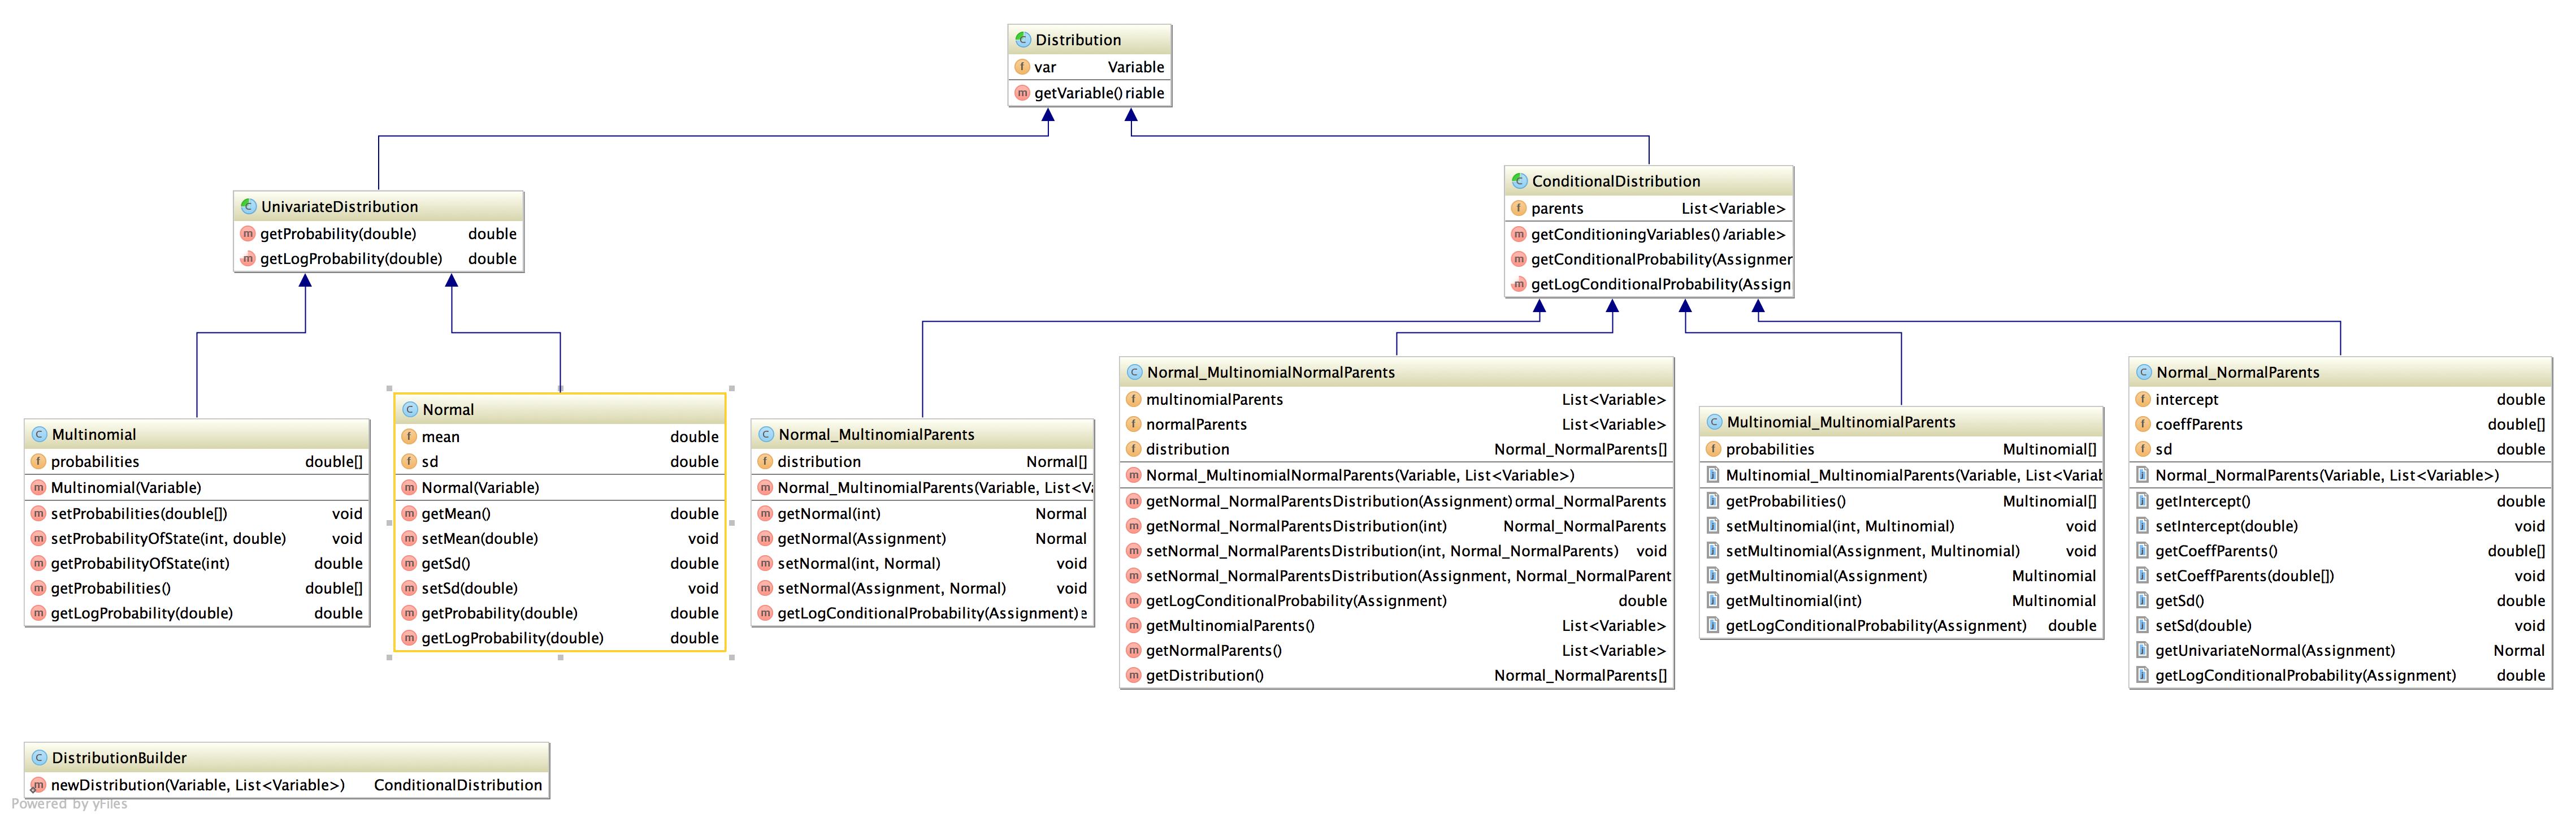 Distribution
var Variable
getVariable() riable
UnivariateDistribution
getProbability(double) double
getLogProbability(double) double
ConditionalDistribution
parents List<Variable>
getConditioningVariables() /ariable>
getConditionalProbability(Assignmer
getLogConditionalProbability(Assign
Multinomial
probabilities double[]
Multinomial(Variable)
setProbabilities(double[]) void
setProbabilityOfState(int, double) void
getProbabilityOfState(int) double
getProbabilities() double[]
getLogProbability(double) double
Normal
mean double
sd double
Normal(Variable)
getMean() double
setMean(double) void
getSd() double
setSd(double) void
getProbability(double) double
getLogProbability(double) double
Normal_MultinomialParents
distribution Normal[]
Normal_MultinomialParents(Variable, List<Va
getNormal(int) Normal
getNormal(Assignment) Normal
setNormal(int, Normal) void
setNormal(Assignment, Normal) void
getLogConditionalProbability(Assignment) e
Normal_MultinomialNormalParents
multinomialParents List<Variable>
normalParents List<Variable>
distribution Normal_NormalParents[]
Normal_MultinomialNormalParents(Variable, List<Variable>)
getNormal_NormalParentsDistribution(Assignment) ormal_NormalParents
getNormal_NormalParentsDistribution(int) Normal_NormalParents
setNormal_NormalParentsDistribution(int, Normal_NormalParents) void
setNormal_NormalParentsDistribution(Assignment, Normal_NormalParent
getLogConditionalProbability(Assignment) double
getMultinomialParents() List<Variable>
getNormalParents() List<Variable>
getDistribution() Normal_NormalParents[]
Multinomial_MultinomialParents
probabilities Multinomial[]
Multinomial_MultinomialParents(Variable, List<Variab
getProbabilities() Multinomial[]
setMultinomial(int, Multinomial) void
setMultinomial(Assignment, Multinomial) void
getMultinomial(Assignment) Multinomial
getMultinomial(int) Multinomial
getLogConditionalProbability(Assignment) double
Normal_NormalParents
intercept double
coeffParents double[]
sd double
Normal_NormalParents(Variable, List<Variable>)
getIntercept() double
setIntercept(double) void
getCoeffParents() double[]
setCoeffParents(double[]) void
getSd() double
setSd(double) void
getUnivariateNormal(Assignment) Normal
getLogConditionalProbability(Assignment) double
DistributionBuilder
newDistribution(Variable, List<Variable>) ConditionalDistribution
Powered by yFiles